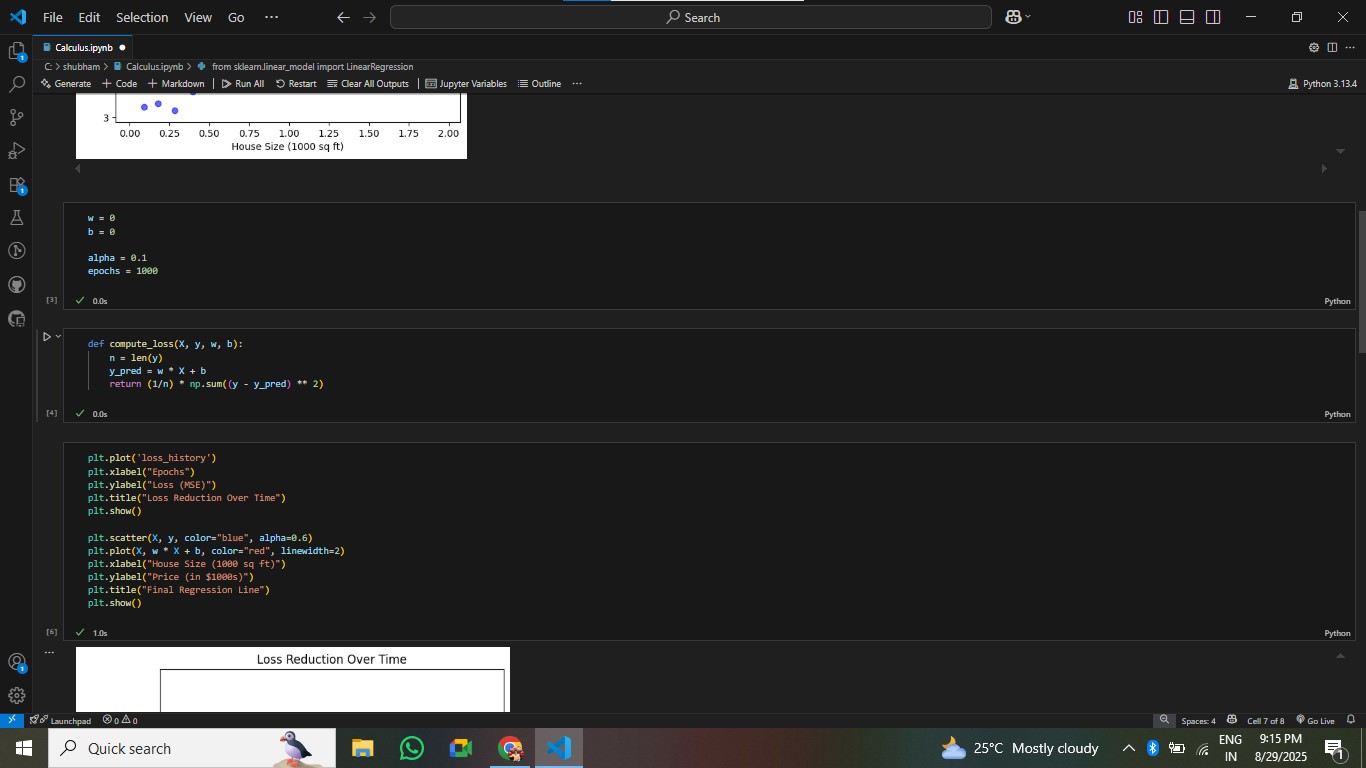 File Edit Selection View Go ... Search
Calculus.ipynb
C: > shubham > Calculus.ipynb > from sklearn.linear_model import LinearRegression
Generate + Code + Markdown | Run All Restart Clear All Outputs | Jupyter Variables Outline ... Python 3.13.4
3
0.00 0.25 0.50 0.75 1.00 1.25 1.50 1.75 2.00
House Size (1000 sq ft)
w = 0
b = 0
alpha = 0.1
epochs = 1000
[3] 0.0s Python
def compute_loss(X, y, w, b):
n = len(y)
y_pred = w * X + b
return (1/n) * np.sum((y - y_pred) ** 2)
[4] 0.0s Python
plt.plot('loss_history')
plt.xlabel("Epochs")
plt.ylabel("Loss (MSE)")
plt.title("Loss Reduction Over Time")
plt.show()
plt.scatter(X, y, color="blue", alpha=0.6)
plt.plot(X, w * X + b, color="red", linewidth=2)
plt.xlabel("House Size (1000 sq ft)")
plt.ylabel("Price (in $1000s)")
plt.title("Final Regression Line")
plt.show()
[6] 1.0s Python
...
Loss Reduction Over Time
Launchpad 0 0 Spaces: 4 Cell 7 of 8 Go Live
Quick search 25°C Mostly cloudy ENG IN 9:15 PM 8/29/2025 1